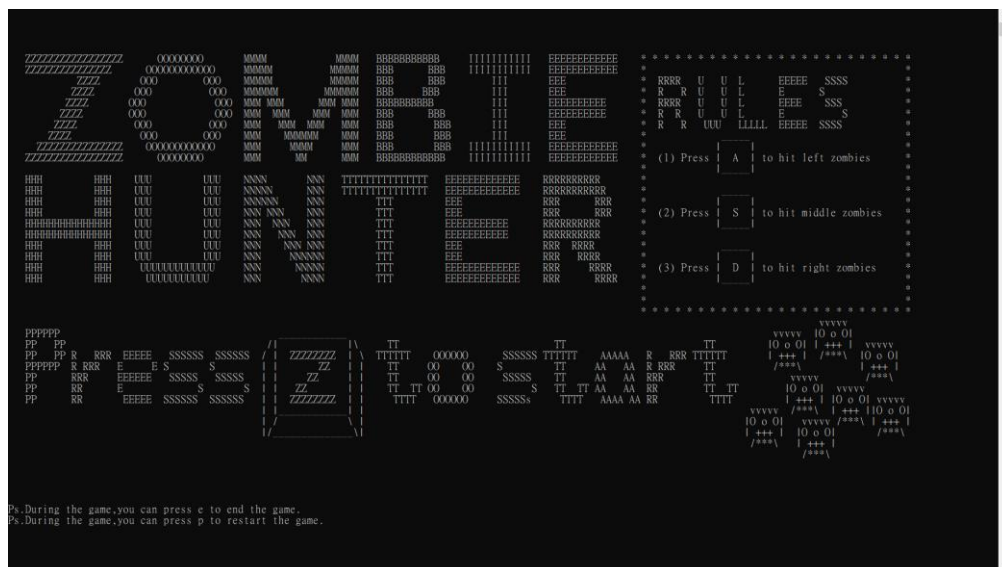 ZOMBIE
HUNTER
RULES
(1) Press | A | to hit left zombies
(2) Press | S | to hit middle zombies
(3) Press | D | to hit right zombies
Press Z to start
Ps.During the game,you can press e to end the game.
Ps.During the game,you can press p to restart the game.